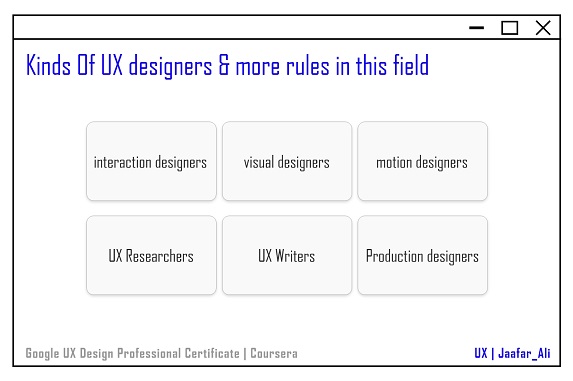 Kinds Of UX designers & more rules in this field
interaction designers
visual designers
motion designers
UX Researchers
UX Writers
Production designers
Google UX Design Professional Certificate | Coursera
UX | Jaafar_Ali